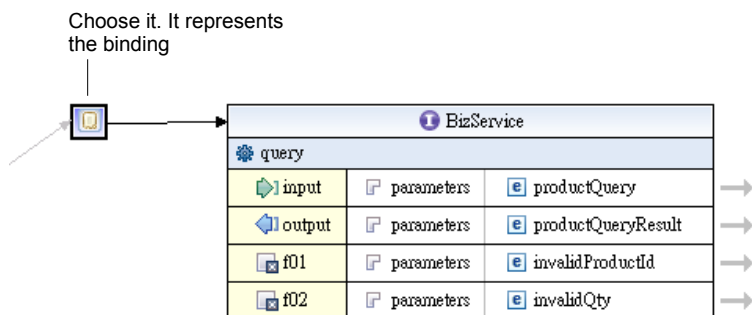 Choose it. It represents
the binding
BizService
query
input parameters productQuery
output parameters productQueryResult
f01 parameters invalidProductId
f02 parameters invalidQty